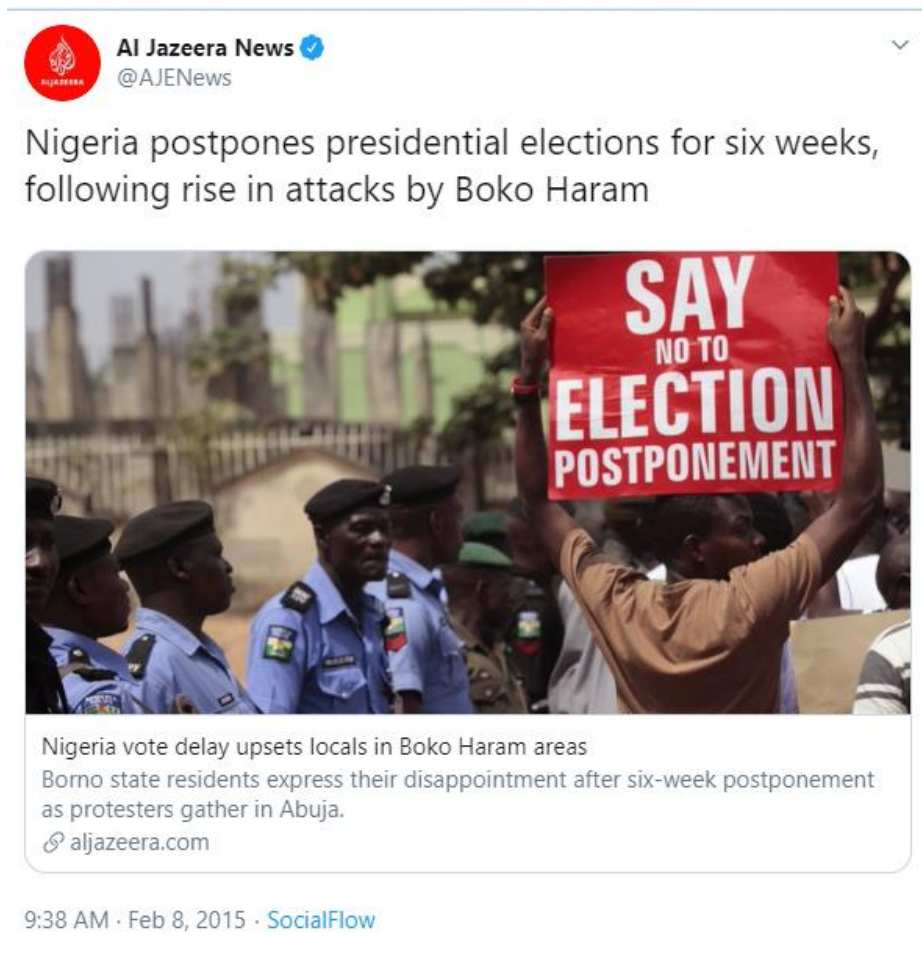 Al Jazeera News
@AJENews
ALJAZEERA
Nigeria postpones presidential elections for six weeks,
following rise in attacks by Boko Haram
SAY
NO TO
ELECTION
POSTPONEMENT
Nigeria vote delay upsets locals in Boko Haram areas
Borno state residents express their disappointment after six-week postponement
as protesters gather in Abuja.
aljazeera.com
9:38 AM · Feb 8, 2015 · SocialFlow